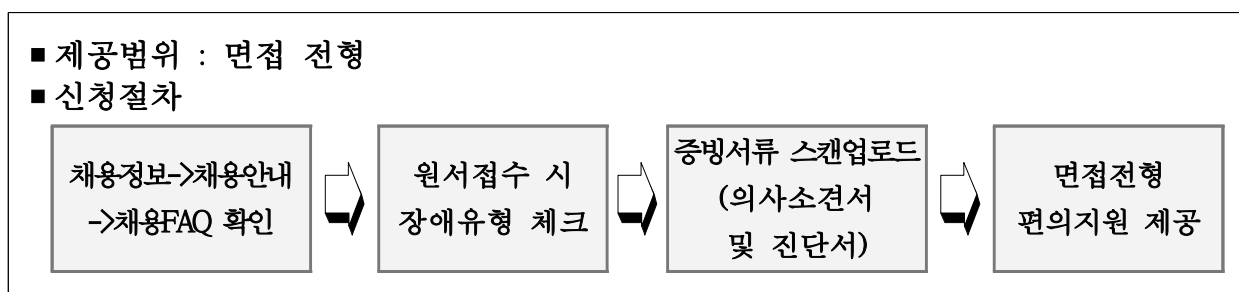 ■ 제공범위 : 면접 전형
■ 신청절차
채용정보->채용안내
->채용FAQ 확인
원서접수 시
장애유형 체크
증빙서류 스캔업로드
(의사소견서
및 진단서)
면접전형
편의지원 제공